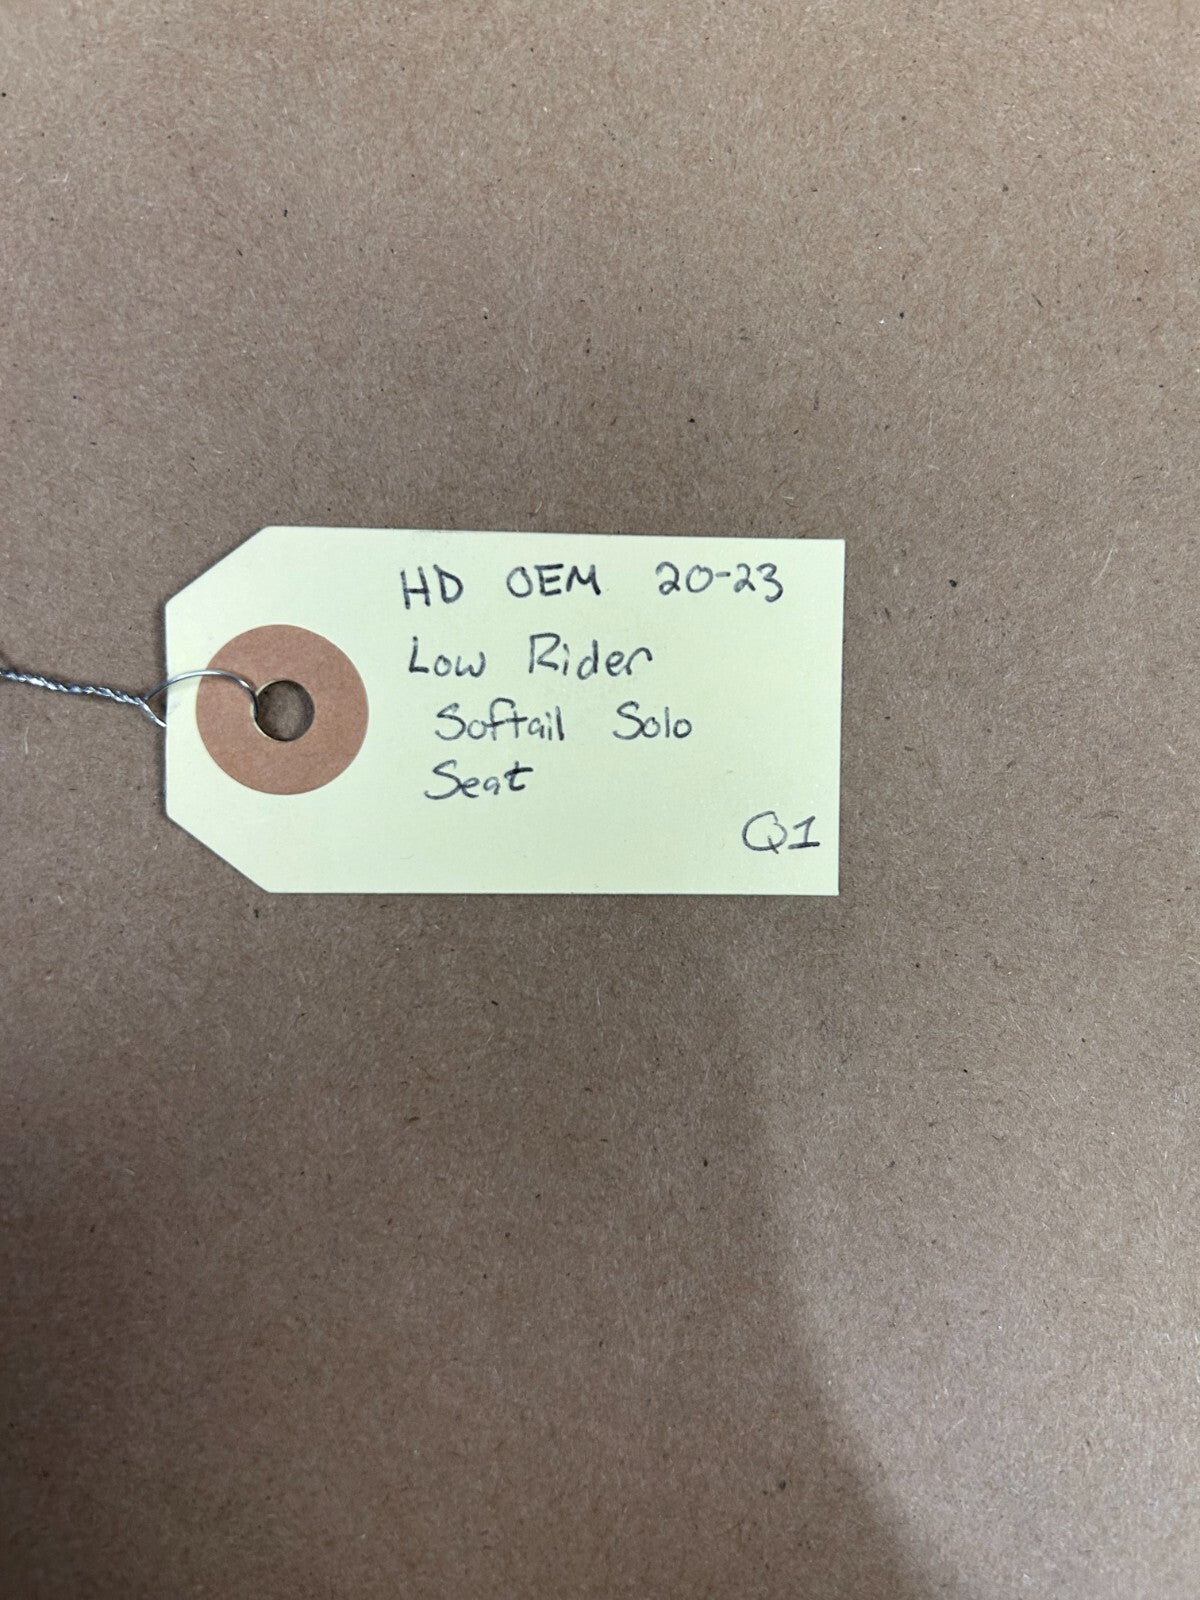 HD OEM 20-23
Low Rider
Softail Solo
Seat
Q1